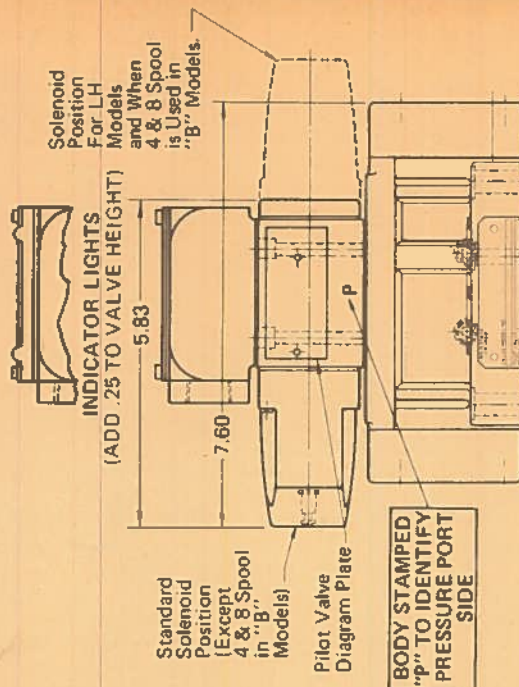 Solenoid
Position
For LH
Models
and When
4 & 8 Spool
is Used in
"B" Models.
INDICATOR LIGHTS
(ADD .25 TO VALVE HEIGHT)
5.83
7.60
Standard
Solenoid
Position
(Except
4 & 8 Spool
in "B"
Models)
Pilot Valve
Diagram Plate
P
BODY STAMPED
"P" TO IDENTIFY
PRESSURE PORT
SIDE